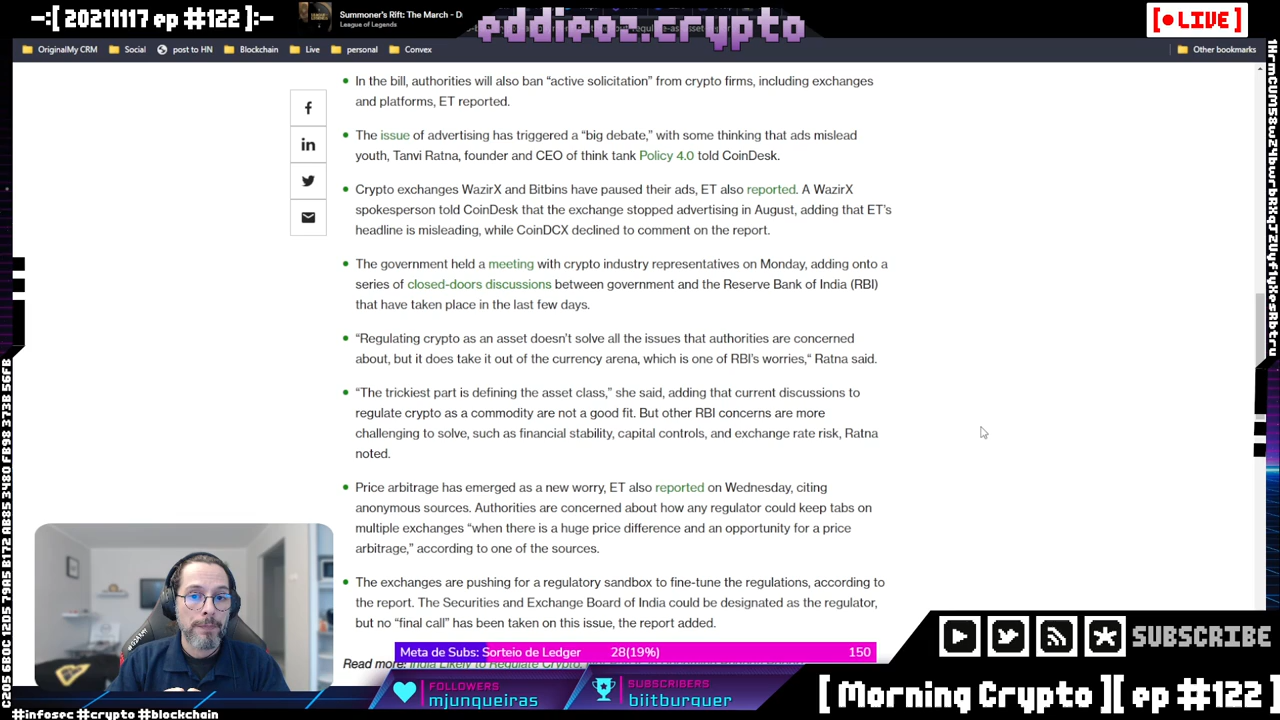 -:[ 20211117 ep #122 ]:-
Summoner's Rift: The March - D
League of Legends
eddieoz.crypto
[● LIVE]
OriginalMy CRM
Social
post to HN
Blockchain
Live
personal
Convex
Other bookmarks
• In the bill, authorities will also ban “active solicitation” from crypto firms, including exchanges
and platforms, ET reported.
• The issue of advertising has triggered a “big debate,” with some thinking that ads mislead
youth, Tanvi Ratna, founder and CEO of think tank Policy 4.0 told CoinDesk.
• Crypto exchanges WazirX and Bitbins have paused their ads, ET also reported. A WazirX
spokesperson told CoinDesk that the exchange stopped advertising in August, adding that ET’s
headline is misleading, while CoinDCX declined to comment on the report.
• The government held a meeting with crypto industry representatives on Monday, adding onto a
series of closed-doors discussions between government and the Reserve Bank of India (RBI)
that have taken place in the last few days.
• “Regulating crypto as an asset doesn’t solve all the issues that authorities are concerned
about, but it does take it out of the currency arena, which is one of RBI’s worries,“ Ratna said.
• “The trickiest part is defining the asset class,” she said, adding that current discussions to
regulate crypto as a commodity are not a good fit. But other RBI concerns are more
challenging to solve, such as financial stability, capital controls, and exchange rate risk, Ratna
noted.
• Price arbitrage has emerged as a new worry, ET also reported on Wednesday, citing
anonymous sources. Authorities are concerned about how any regulator could keep tabs on
multiple exchanges “when there is a huge price difference and an opportunity for a price
arbitrage,” according to one of the sources.
• The exchanges are pushing for a regulatory sandbox to fine-tune the regulations, according to
the report. The Securities and Exchange Board of India could be designated as the regulator,
but no “final call” has been taken on this issue, the report added.
Meta de Subs: Sorteio de Ledger 28(19%) 150
Read more: India Likely to Regulate Crypto,
SUBSCRIBE
FOLLOWERS
mjunqueiras
SUBSCRIBERS
biitburguer
[ Morning Crypto ][ ep #122 ]
#infosec #crypto #blockchain